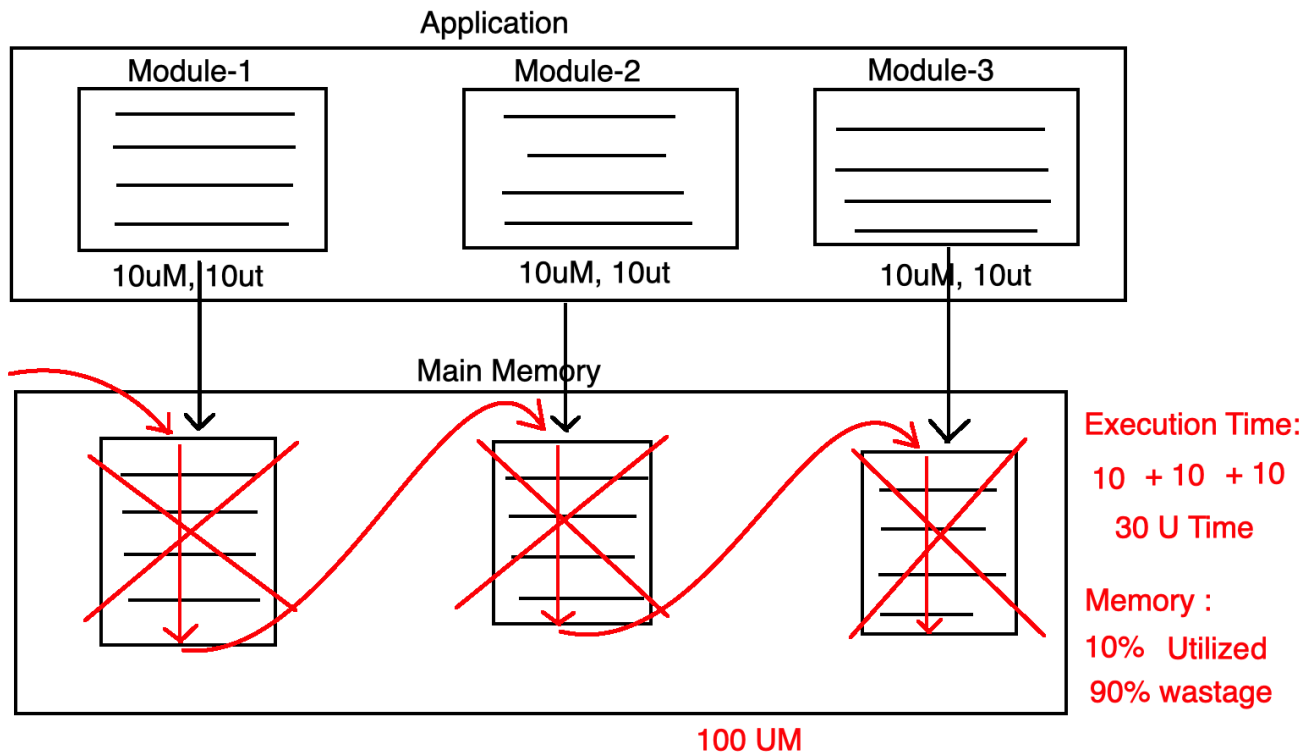 Application
Module-1
Module-2
Module-3
10uM, 10ut
10uM, 10ut
10uM, 10ut
Main Memory
Execution Time:
10 + 10 + 10
30 U Time
Memory :
10% Utilized
90% wastage
100 UM